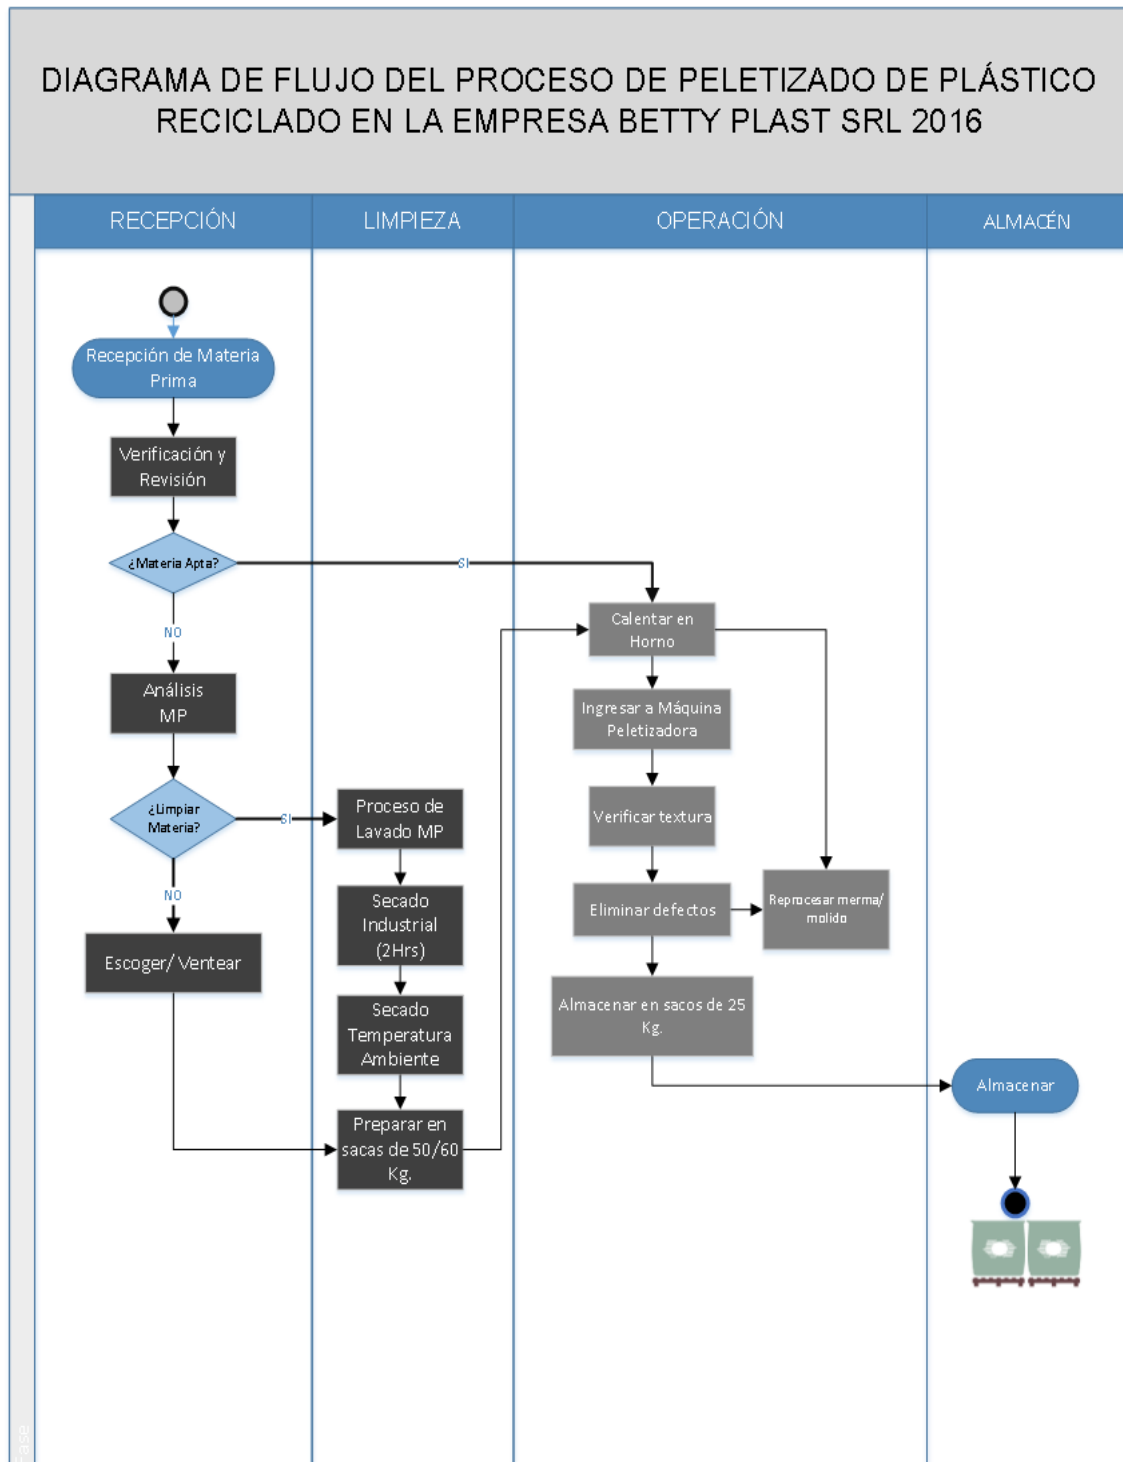 DIAGRAMA DE FLUJO DEL PROCESO DE PELETIZADO DE PLÁSTICO
RECICLADO EN LA EMPRESA BETTY PLAST SRL 2016
RECEPCIÓN
LIMPIEZA
OPERACIÓN
ALMACÉN
Recepción de Materia
Prima
Verificación y
Revisión
¿Materia Apta?
SI
NO
Calentar en
Horno
Análisis
MP
Ingresar a Máquina
Peletizadora
¿Limpiar
Materia?
SI
NO
Proceso de
Lavado MP
Verificar textura
Secado
Industrial
(2Hrs)
Eliminar defectos
Reprocesar merma/
molido
Escoger/ Ventear
Secado
Temperatura
Ambiente
Almacenar en sacos de 25
Kg.
Almacenar
Preparar en
sacas de 50/60
Kg.
Fase